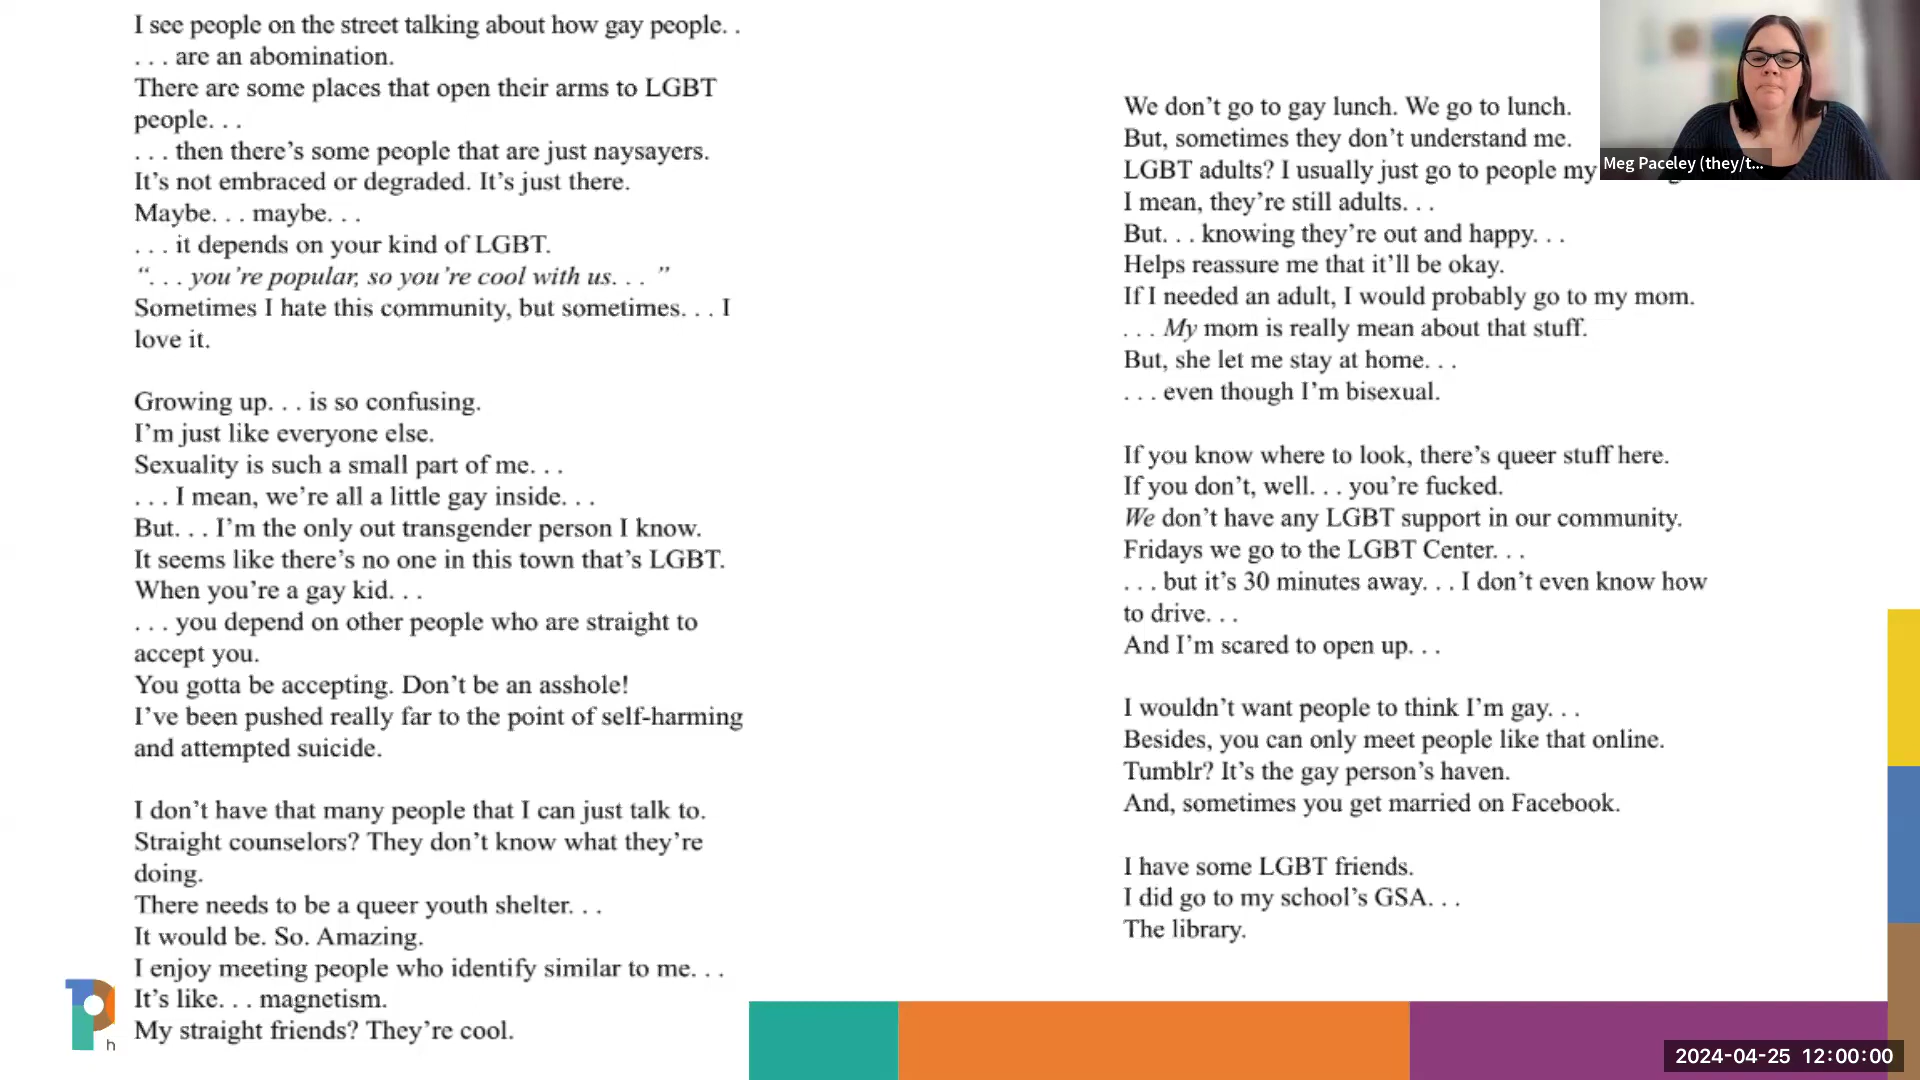 I see people on the street talking about how gay people. .
. . . are an abomination.
There are some places that open their arms to LGBT
people. . .
. . . then there’s some people that are just naysayers.
It’s not embraced or degraded. It’s just there.
Maybe. . . maybe. . .
. . . it depends on your kind of LGBT.
“. . . you’re popular, so you’re cool with us. . . ”
Sometimes I hate this community, but sometimes. . . I
love it.
Growing up. . . is so confusing.
I’m just like everyone else.
Sexuality is such a small part of me. . .
. . . I mean, we’re all a little gay inside. . .
But. . . I’m the only out transgender person I know.
It seems like there’s no one in this town that’s LGBT.
When you’re a gay kid. . .
. . . you depend on other people who are straight to
accept you.
You gotta be accepting. Don’t be an asshole!
I’ve been pushed really far to the point of self-harming
and attempted suicide.
I don’t have that many people that I can just talk to.
Straight counselors? They don’t know what they’re
doing.
There needs to be a queer youth shelter. . .
It would be. So. Amazing.
I enjoy meeting people who identify similar to me. . .
It’s like. . . magnetism.
My straight friends? They’re cool.
h
We don’t go to gay lunch. We go to lunch.
But, sometimes they don’t understand me.
LGBT adults? I usually just go to people my
I mean, they’re still adults. . .
But. . . knowing they’re out and happy. . .
Helps reassure me that it’ll be okay.
If I needed an adult, I would probably go to my mom.
. . . My mom is really mean about that stuff.
But, she let me stay at home. . .
. . . even though I’m bisexual.
If you know where to look, there’s queer stuff here.
If you don’t, well. . . you’re fucked.
We don’t have any LGBT support in our community.
Fridays we go to the LGBT Center. . .
. . . but it’s 30 minutes away. . . I don’t even know how
to drive. . .
And I’m scared to open up. . .
I wouldn’t want people to think I’m gay. . .
Besides, you can only meet people like that online.
Tumblr? It’s the gay person’s haven.
And, sometimes you get married on Facebook.
I have some LGBT friends.
I did go to my school’s GSA. . .
The library.
Meg Paceley (they/t...
2024-04-25 12:00:00